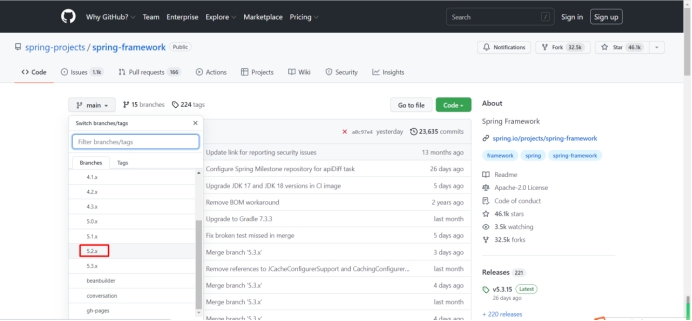 Why GitHub? Team Enterprise Explore Marketplace Pricing Search / Sign in Sign up
spring-projects / spring-framework Public
Notifications Fork 32.5k Star 46.1k
Code Issues 1.1k Pull requests 166 Actions Projects Wiki Security Insights
main 15 branches 224 tags Go to file Code
Switch branches/tags
Filter branches/tags
Branches Tags
4.1.x
4.2.x
4.3.x
5.0.x
5.1.x
5.2.x
5.3.x
beanbuilder
conversation
gh-pages
yesterday 23,635 commits
Update link for reporting security issues 13 months ago
Configure Spring Milestone repository for apiDiff task 26 days ago
Upgrade JDK 17 and JDK 18 versions in CI image 5 days ago
Remove BOM workaround 2 years ago
Upgrade to Gradle 7.3.3 last month
Fix broken test missed in merge 5 days ago
Merge branch '5.3.x' 3 days ago
Remove references to JCacheConfigurerSupport and CachingConfigurer... last month
Merge branch '5.3.x' 4 days ago
Merge branch '5.3.x' last month
Merge branch '5.3.x' 4 days ago
About
Spring Framework
spring.io/projects/spring-framework
framework spring spring-framework
Readme
Apache-2.0 License
Code of conduct
46.1k stars
3.5k watching
32.5k forks
Releases 221
v5.3.15 Latest
26 days ago
+ 220 releases